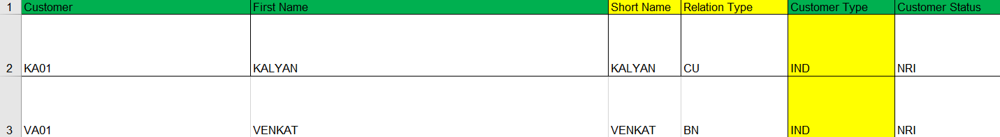 1 Customer First Name Short Name Relation Type Customer Type Customer Status
2 KA01 KALYAN KALYAN CU IND NRI
3 VA01 VENKAT VENKAT BN IND NRI